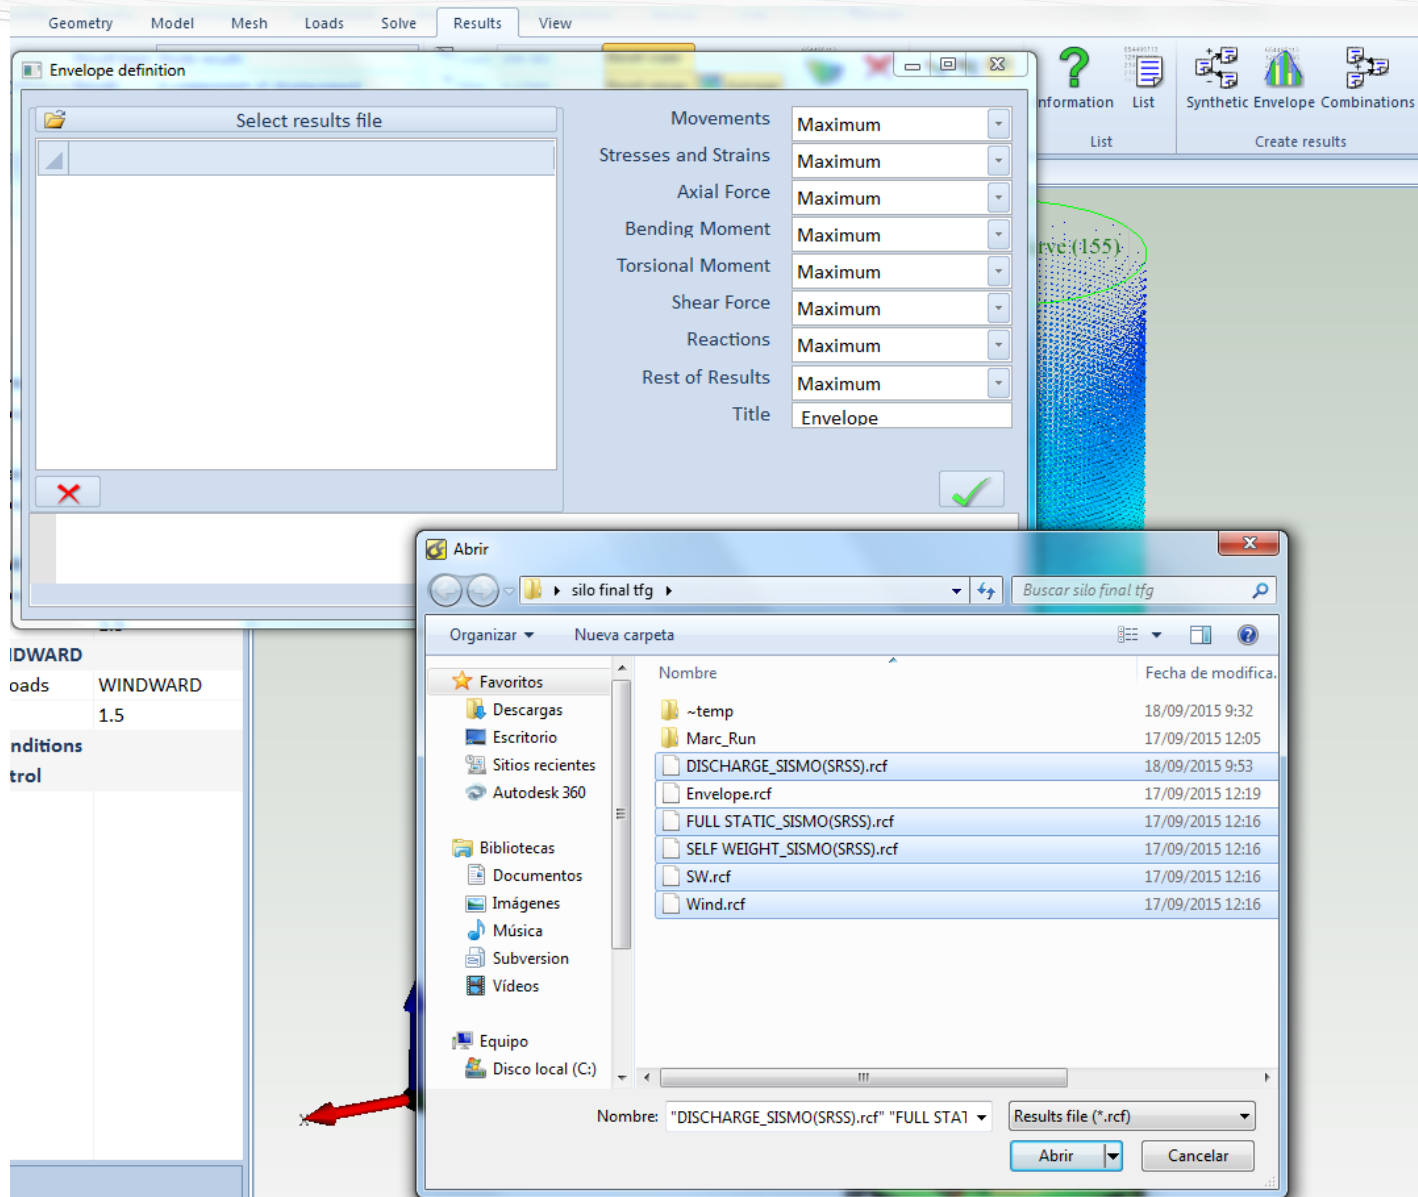 Geometry Model Mesh Loads Solve Results View
Envelope definition
Select results file
Movements Maximum
Stresses and Strains Maximum
Axial Force Maximum
Bending Moment Maximum
Torsional Moment Maximum
Shear Force Maximum
Reactions Maximum
Rest of Results Maximum
Title Envelope
nformation List Synthetic Envelope Combinations
List Create results
rve (155)
IDWARD
oads WINDWARD
1.5
nditions
trol
X
Abrir
silo final tfg
Buscar silo final tfg
Organizar Nueva carpeta
Favoritos
Descargas
Escritorio
Sitios recientes
Autodesk 360
Bibliotecas
Documentos
Imágenes
Música
Subversion
Vídeos
Equipo
Disco local (C:)
Nombre Fecha de modifica.
~temp 18/09/2015 9:32
Marc_Run 17/09/2015 12:05
DISCHARGE_SISMO(SRSS).rcf 18/09/2015 9:53
Envelope.rcf 17/09/2015 12:19
FULL STATIC_SISMO(SRSS).rcf 17/09/2015 12:16
SELF WEIGHT_SISMO(SRSS).rcf 17/09/2015 12:16
SW.rcf 17/09/2015 12:16
Wind.rcf 17/09/2015 12:16
Nombre: "DISCHARGE_SISMO(SRSS).rcf" "FULL STAT
Results file (*.rcf)
Abrir Cancelar